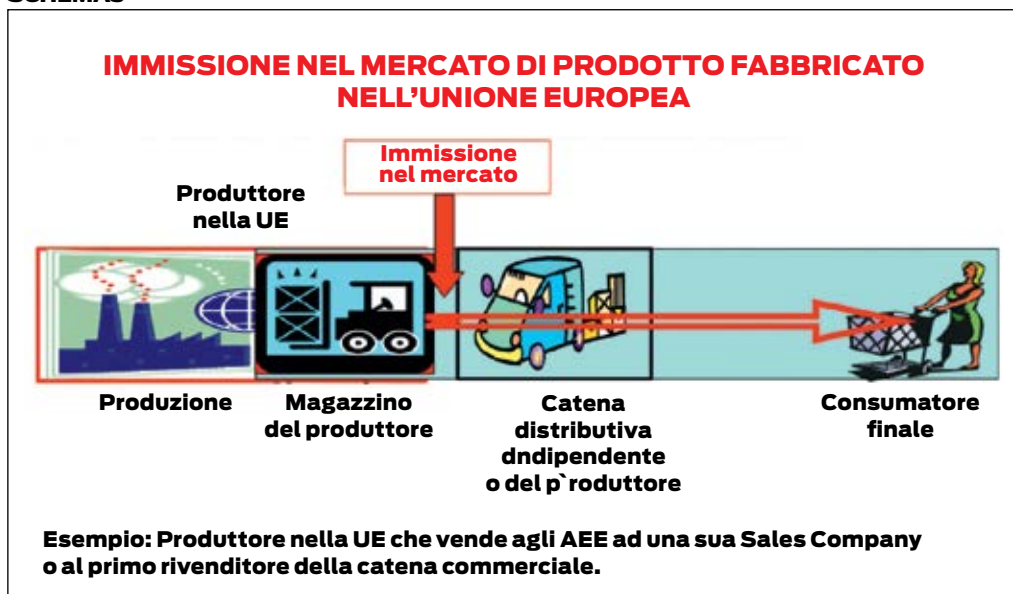 IMMISSIONE NEL MERCATO DI PRODOTTO FABBRICATO
NELL’UNIONE EUROPEA
Immissione
nel mercato
Produttore
nella UE
Produzione
Magazzino
del produttore
Catena
distributiva
dndipendente
o del p`roduttore
Consumatore
finale
Esempio: Produttore nella UE che vende agli AEE ad una sua Sales Company
o al primo rivenditore della catena commerciale.